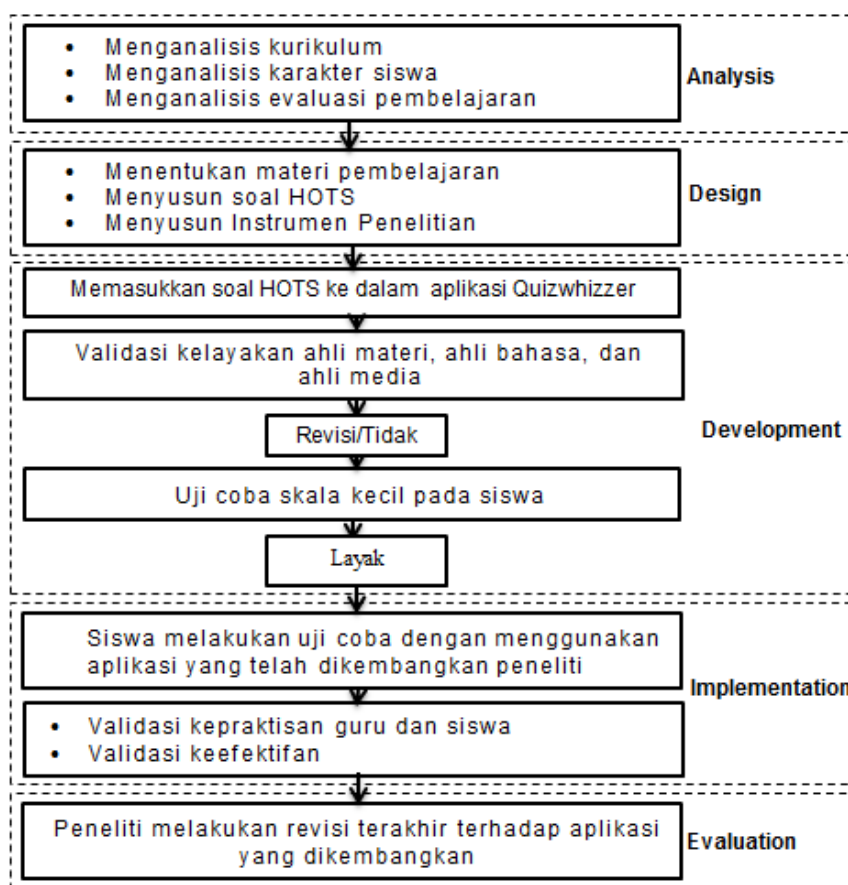 • Menganalisis kurikulum
• Menganalisis karakter siswa
• Menganalisis evaluasi pembelajaran
Analysis
• Menentukan materi pembelajaran
• Menyusun soal HOTS
• Menyusun Instrumen Penelitian
Design
Memasukkan soal HOTS ke dalam aplikasi Quizwhizzer
Validasi kelayakan ahli materi, ahli bahasa, dan
ahli media
Revisi/Tidak
Development
Uji coba skala kecil pada siswa
Layak
Siswa melakukan uji coba dengan menggunakan
aplikasi yang telah dikembangkan peneliti
Implementation
• Validasi kepraktisan guru dan siswa
• Validasi keefektifan
Peneliti melakukan revisi terakhir terhadap aplikasi
yang dikembangkan
Evaluation